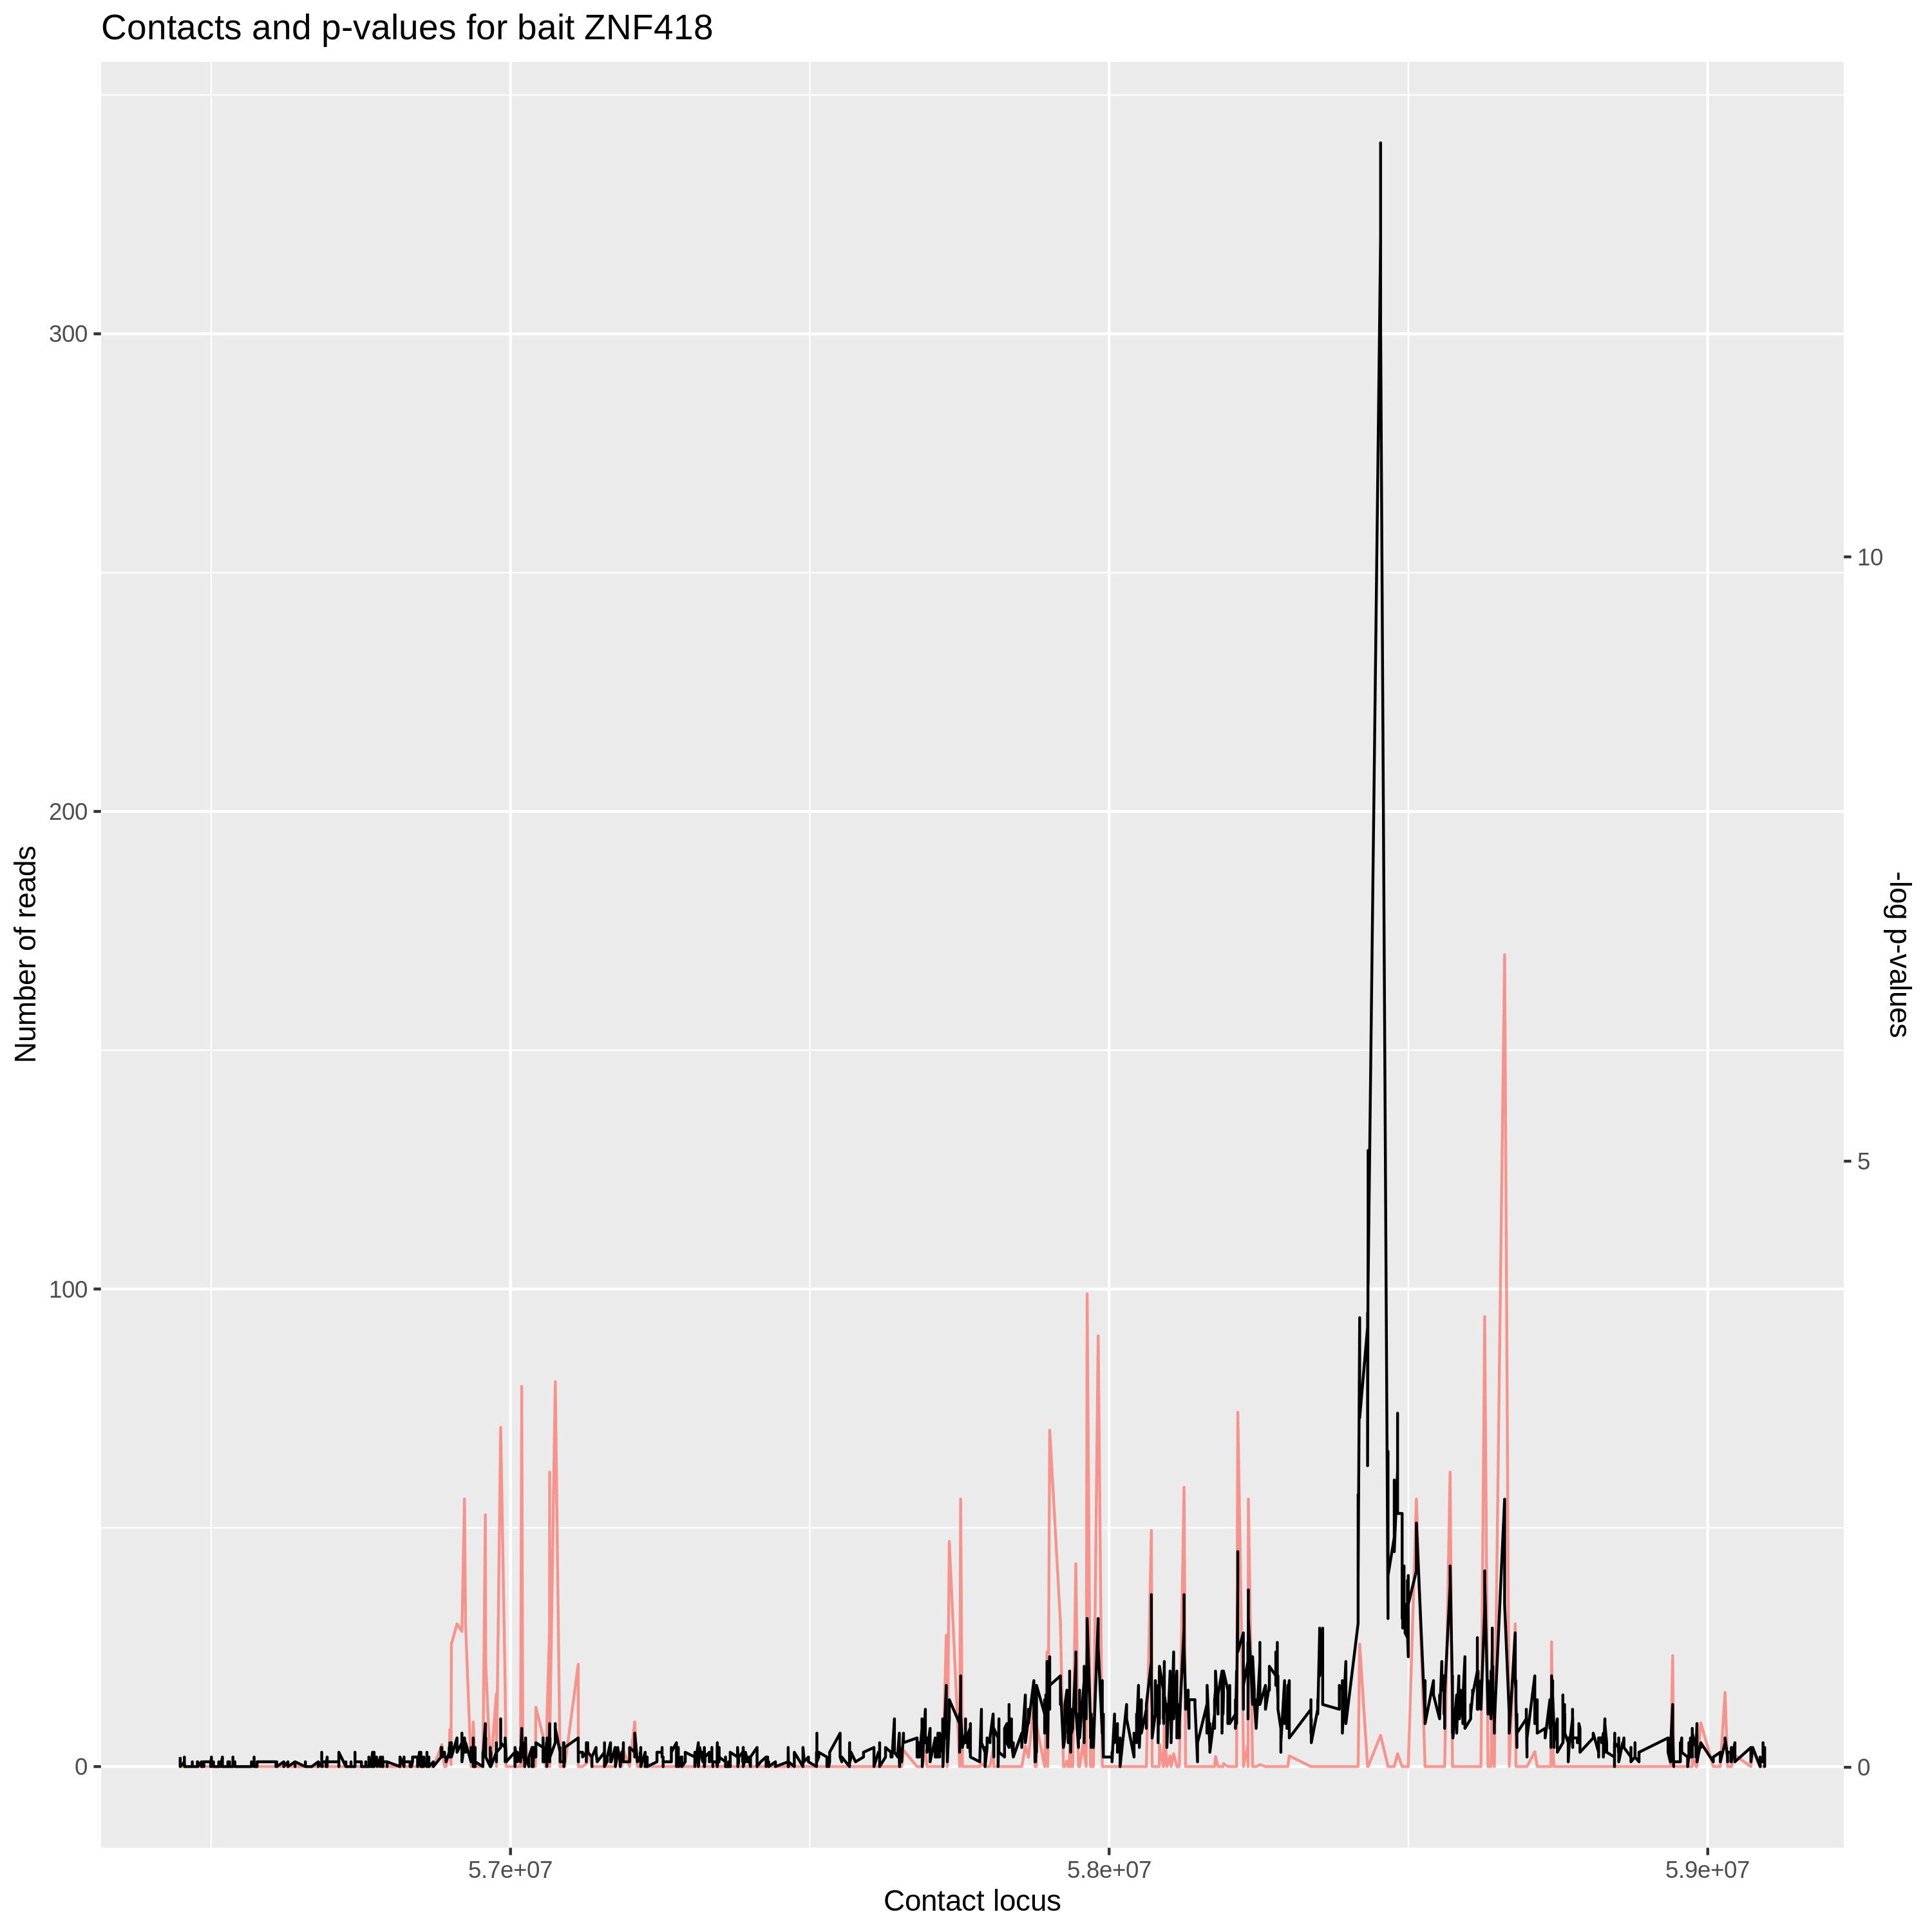 Contacts and p-values for bait ZNF418
300
200
100
0
Number of reads
10
5
0
-log p-values
5.7e+07
5.8e+07
5.9e+07
Contact locus